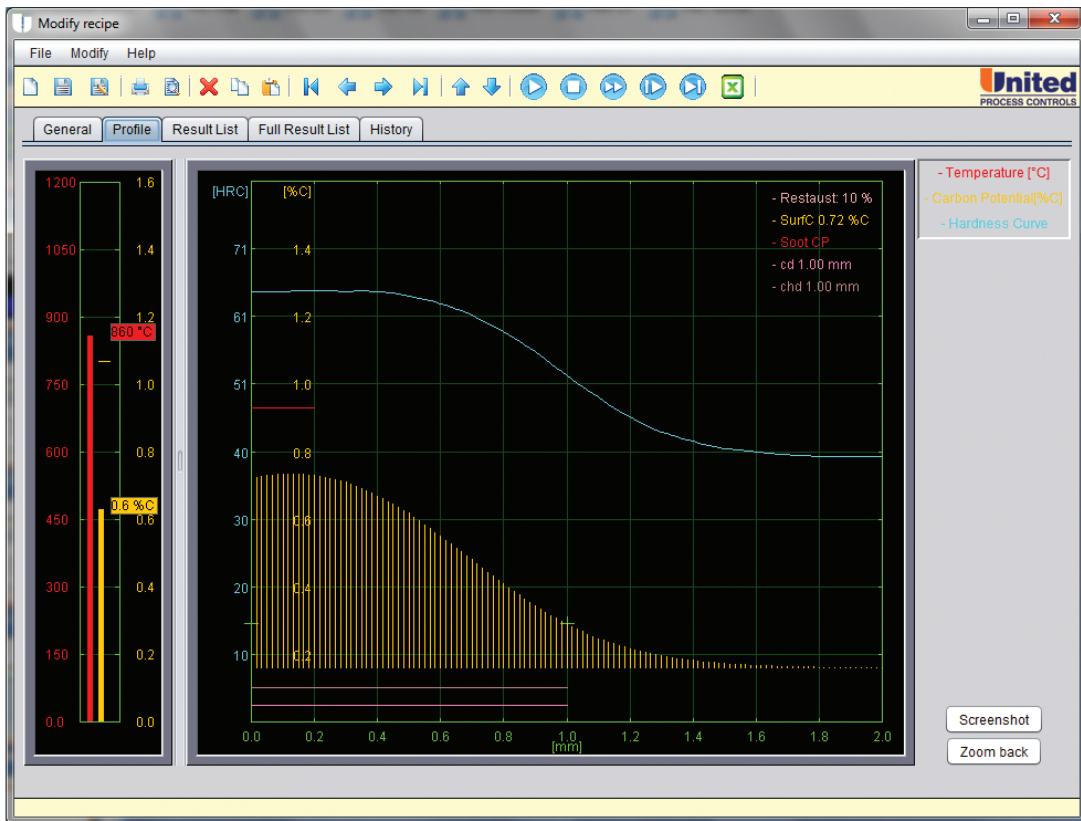 Modify recipe
File Modify Help
United
PROCESS CONTROLS
General Profile Result List Full Result List History
1200 1.6
1050 1.4
900 1.2
860 °C
750 1.0
600 0.8
0.6 %C
450 0.6
300 0.4
150 0.2
0.0 0.0
[HRC] [%C]
71 1.4
61 1.2
51 1.0
40 0.8
30 0.6
20 0.4
10 0.2
0.0 0.2 0.4 0.6 0.8 1.0 1.2 1.4 1.6 1.8 2.0
[mm]
- Restaust: 10 %
- SurfC 0.72 %C
- Soot CP
- cd 1.00 mm
- chd 1.00 mm
- Temperature [°C]
- Carbon Potential[%C]
- Hardness Curve
Screenshot
Zoom back